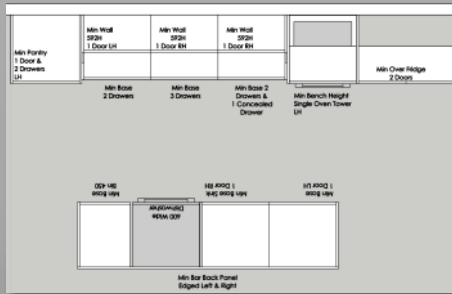 Min Wall
592H
1 Door LH
Min Wall
592H
1 Door RH
Min Wall
592H
1 Door RH
Min Pantry
1 Door &
2 Drawers
LH
Min Base
2 Drawers
Min Base
3 Drawers
Min Base 2
Drawers &
1 Concealed
Drawer
Min Bench Height
Single Oven Tower
LH
Min Over Fridge
2 Doors
Min Base
Bin 450
600 Wide
Dishwasher
Min Base Sink
1 Door RH
Min Base
1 Door LH
Min Bar Back Panel
Edged Left & Right